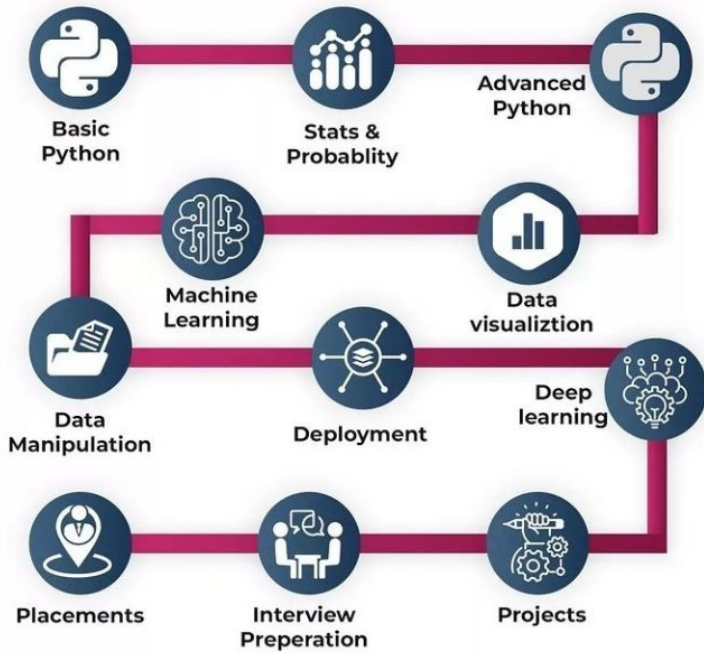 Basic
Python
Stats &
Probablity
Advanced
Python
Machine
Learning
Data
visualiztion
Data
Manipulation
Deployment
Deep
learning
Placements
Interview
Preperation
Projects